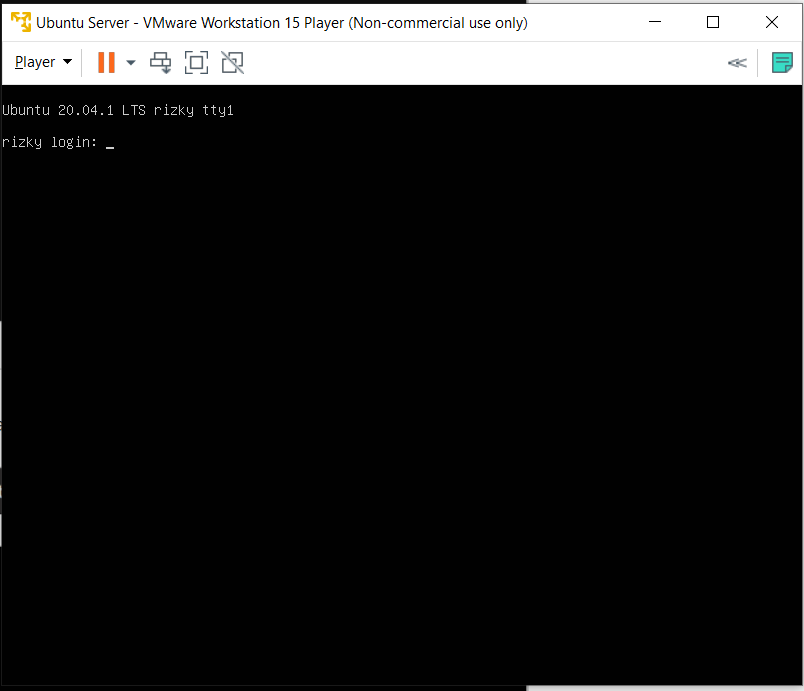 Ubuntu Server - VMware Workstation 15 Player (Non-commercial use only)
Player
Ubuntu 20.04.1 LTS rizky tty1
rizky login: _